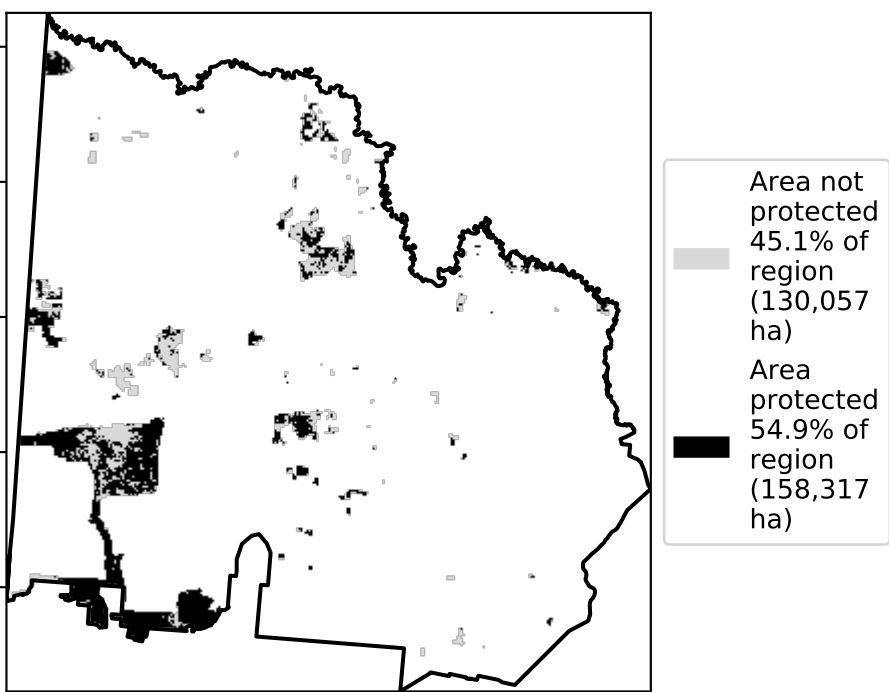 Area not
protected
45.1% of
region
(130,057
ha)
Area
protected
54.9% of
region
(158,317
ha)